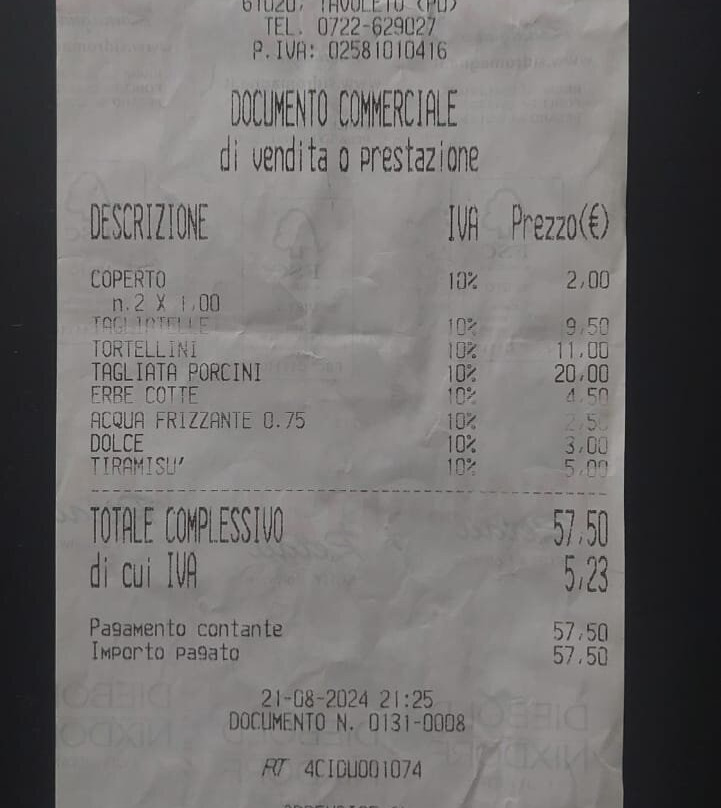 61020, TAVOLETO (PU)
TEL. 0722-629027
P.IVA: 02581010416
DOCUMENTO COMMERCIALE
di vendita o prestazione
DESCRIZIONE IVA Prezzo(€)
COPERTO 10% 2,00
n.2 X 1,00
TAGLIATELLE 10% 9,50
TORTELLINI 10% 11,00
TAGLIATA PORCINI 10% 20,00
ERBE COTTE 10% 4,50
ACQUA FRIZZANTE 0.75 10% 2,50
DOLCE 10% 3,00
TIRAMISU' 10% 5,00
TOTALE COMPLESSIVO 57,50
di cui IVA 5,23
Pagamento contante 57,50
Importo pagato 57,50
21-08-2024 21:25
DOCUMENTO N. 0131-0008
RT 4CIDU001074